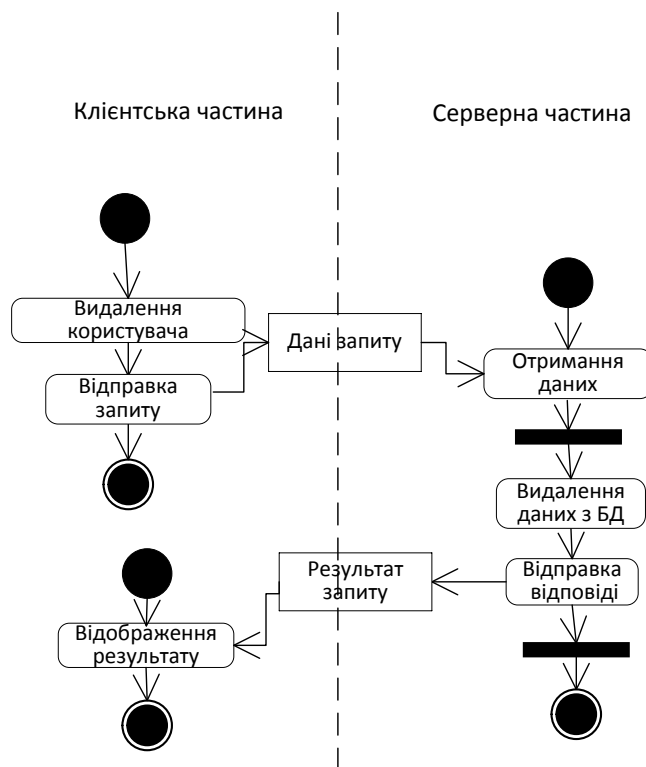 Клієнтська частина
Серверна частина
Видалення
користувача
Дані запиту
Отримання
даних
Відправка
запиту
Видалення
даних з БД
Результат
запиту
Відправка
відповіді
Відображення
результату